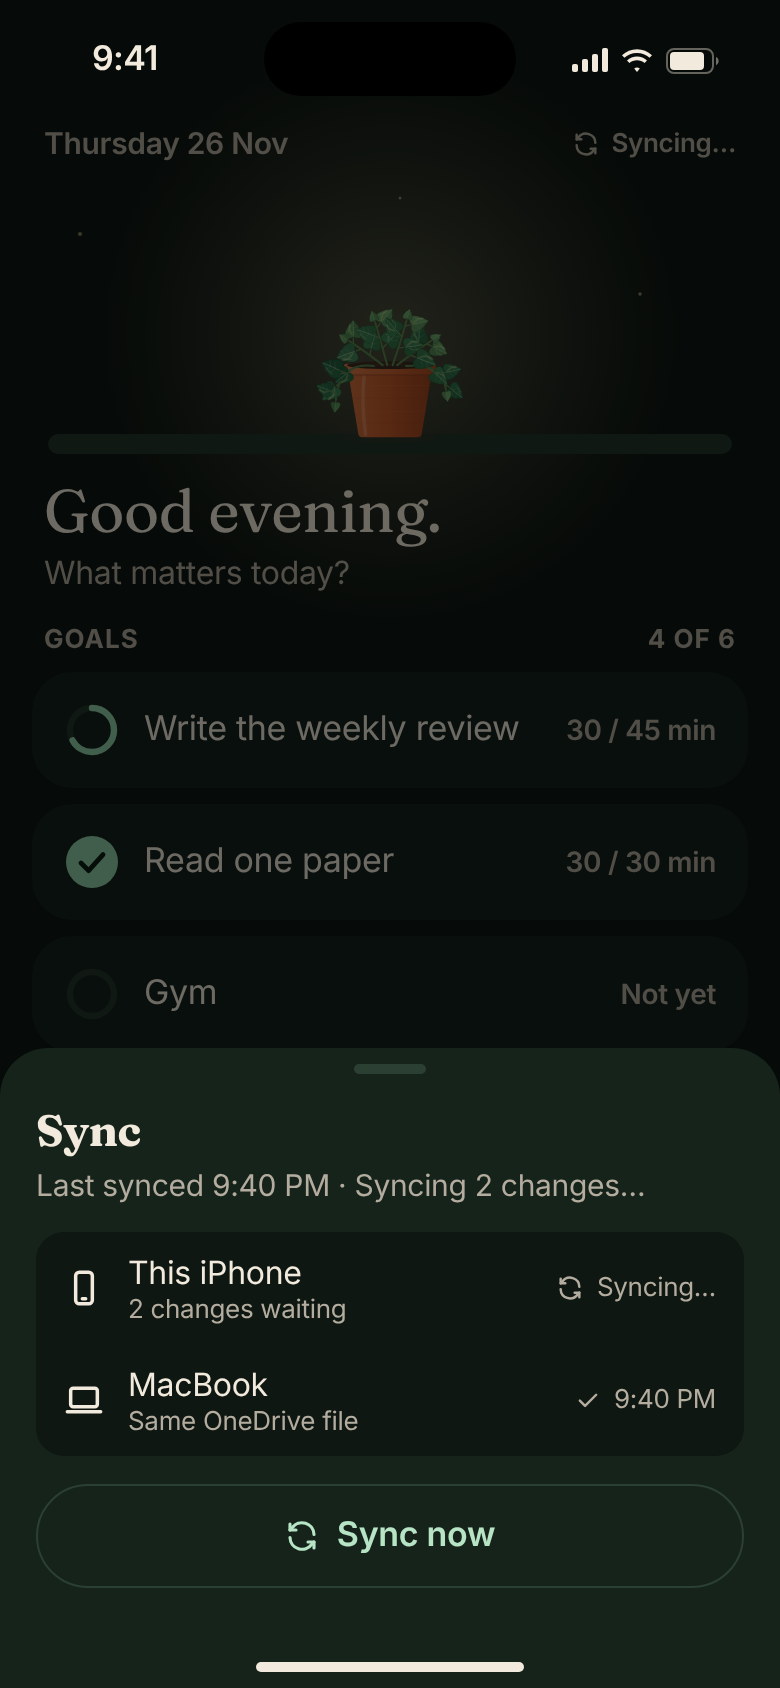 9:41
Thursday 26 Nov
Syncing...
Good evening.
What matters today?
GOALS
4 OF 6
Write the weekly review
30 / 45 min
Read one paper
30 / 30 min
Gym
Not yet
Sync
Last synced 9:40 PM · Syncing 2 changes...
This iPhone
2 changes waiting
Syncing...
MacBook
Same OneDrive file
9:40 PM
Sync now